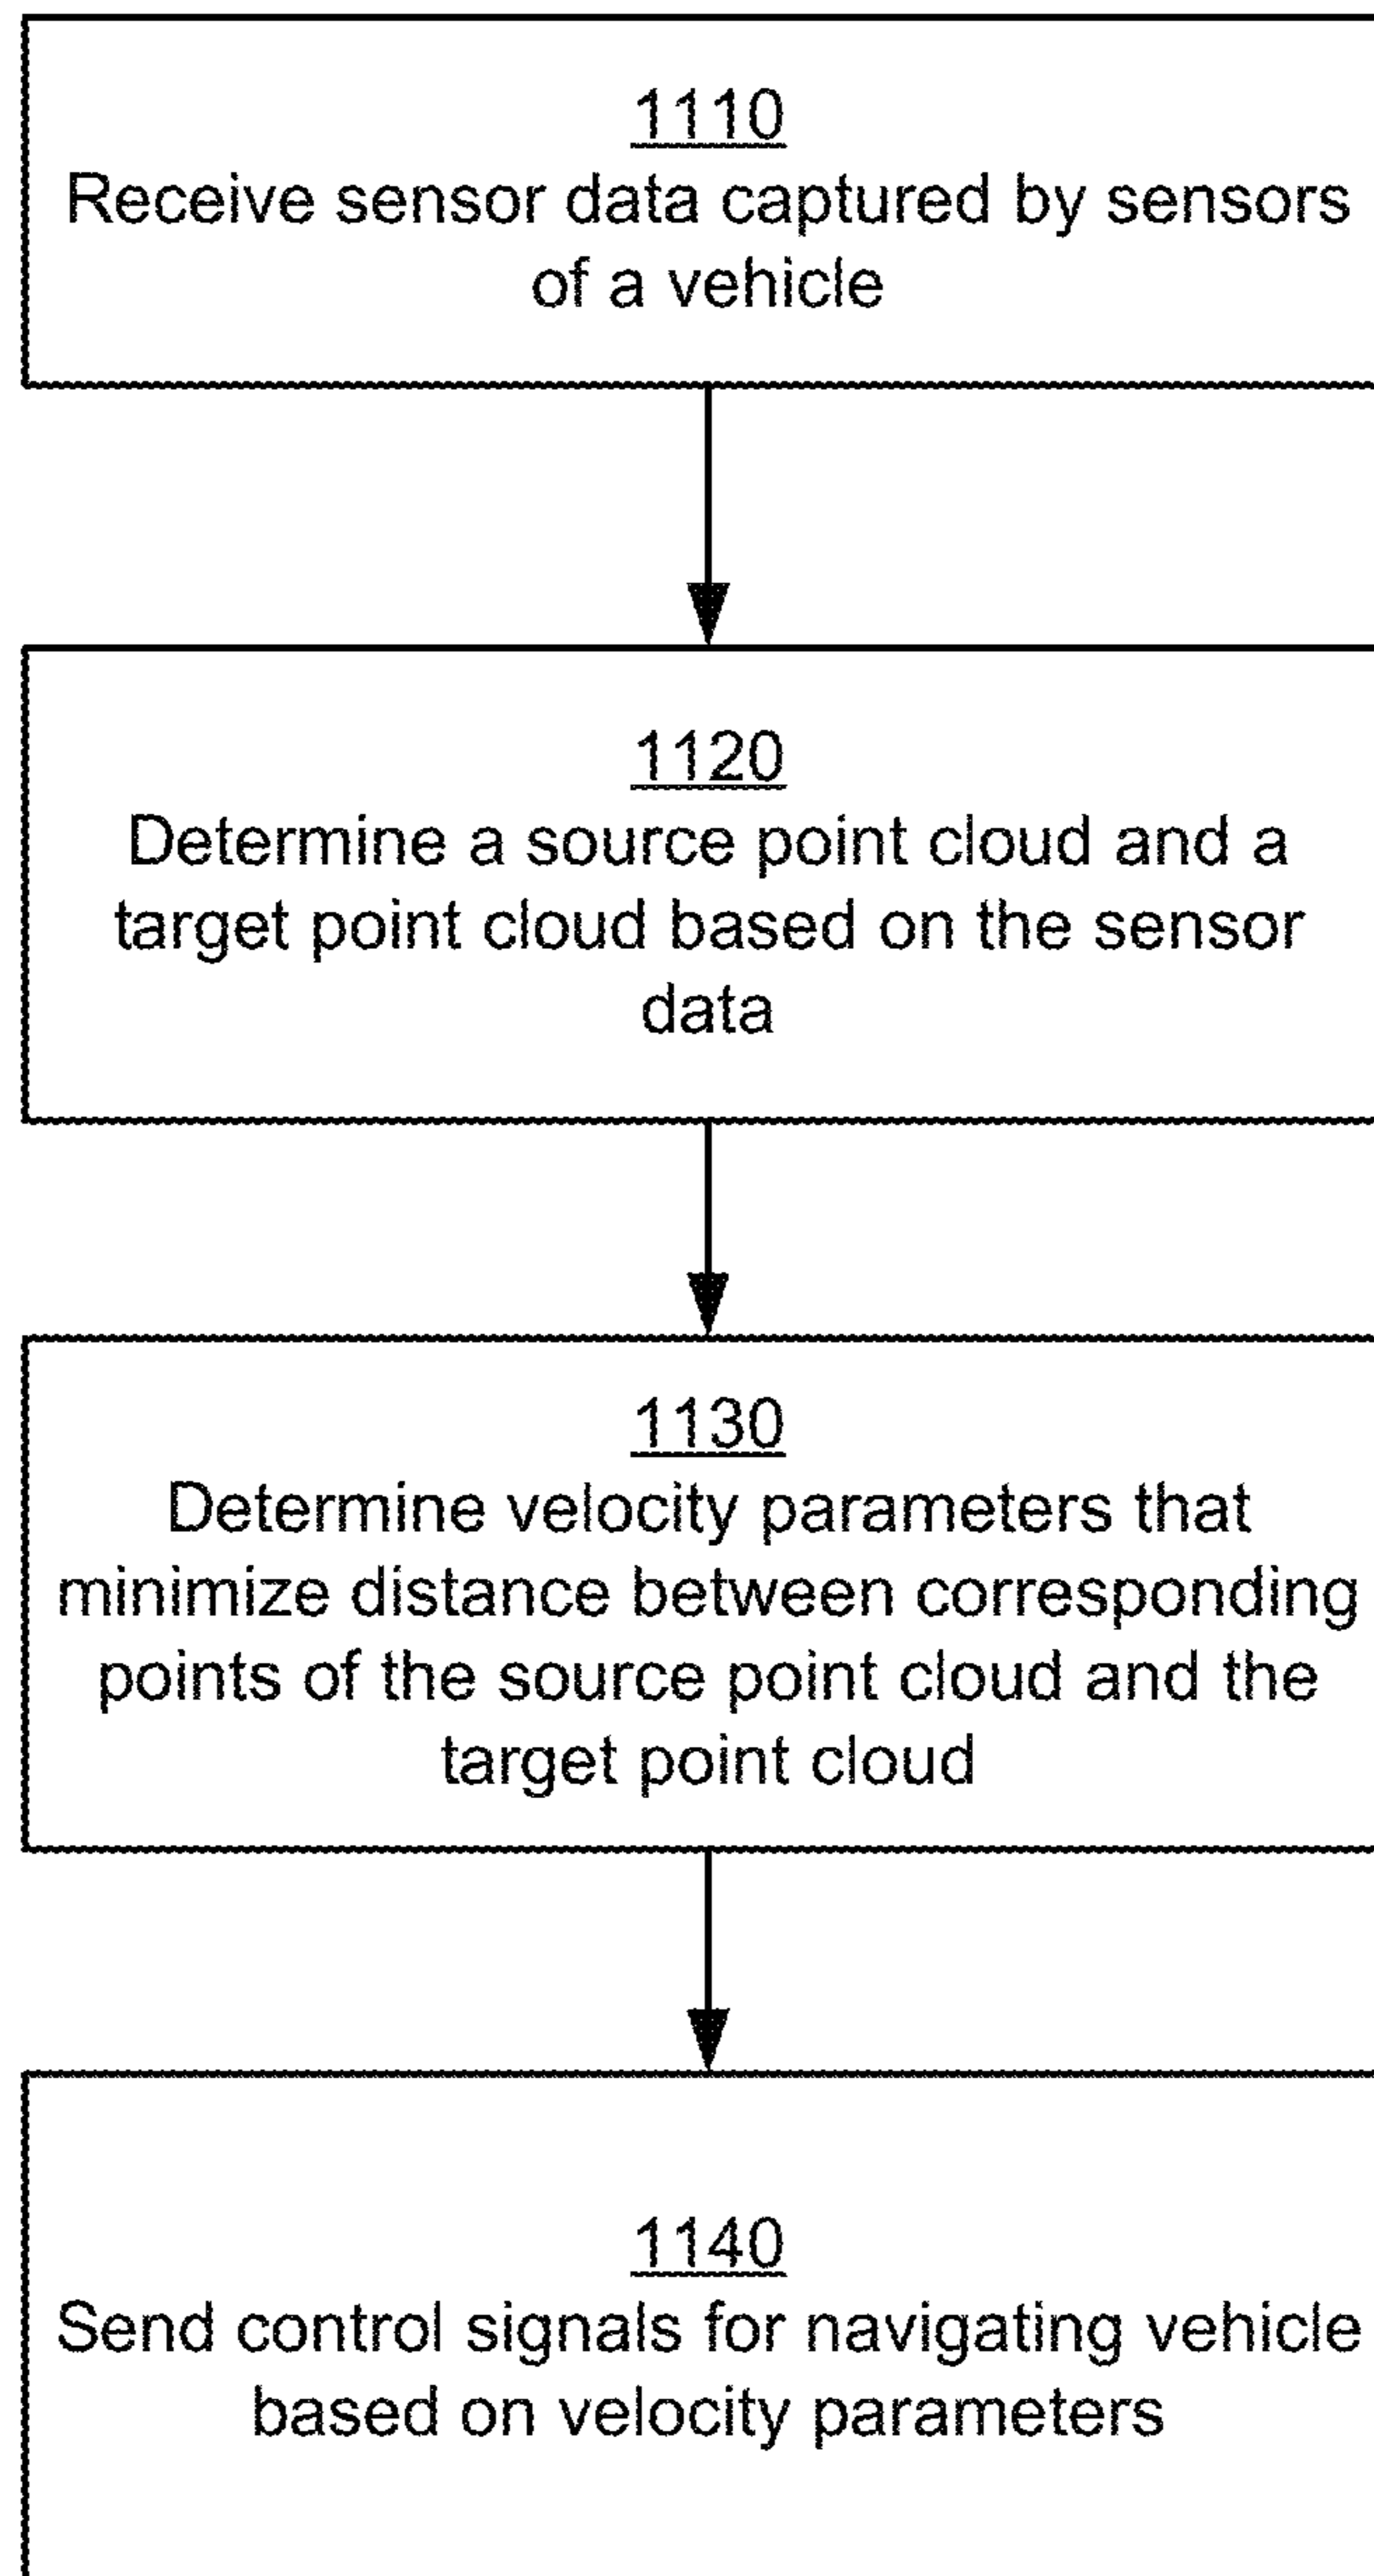 1110
Receive sensor data captured by sensors
of a vehicle
1120
Determine a source point cloud and a
target point cloud based on the sensor
data
1130
Determine velocity parameters that
minimize distance between corresponding
points of the source point cloud and the
target point cloud
1140
Send control signals for navigating vehicle
based on velocity parameters